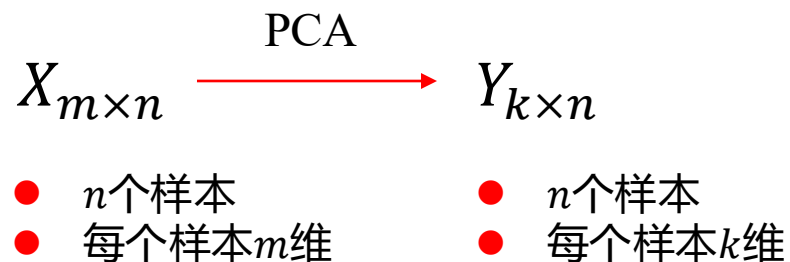 PCA
X_{m×n} Y_{k×n}
● n个样本 ● n个样本
● 每个样本m维 ● 每个样本k维